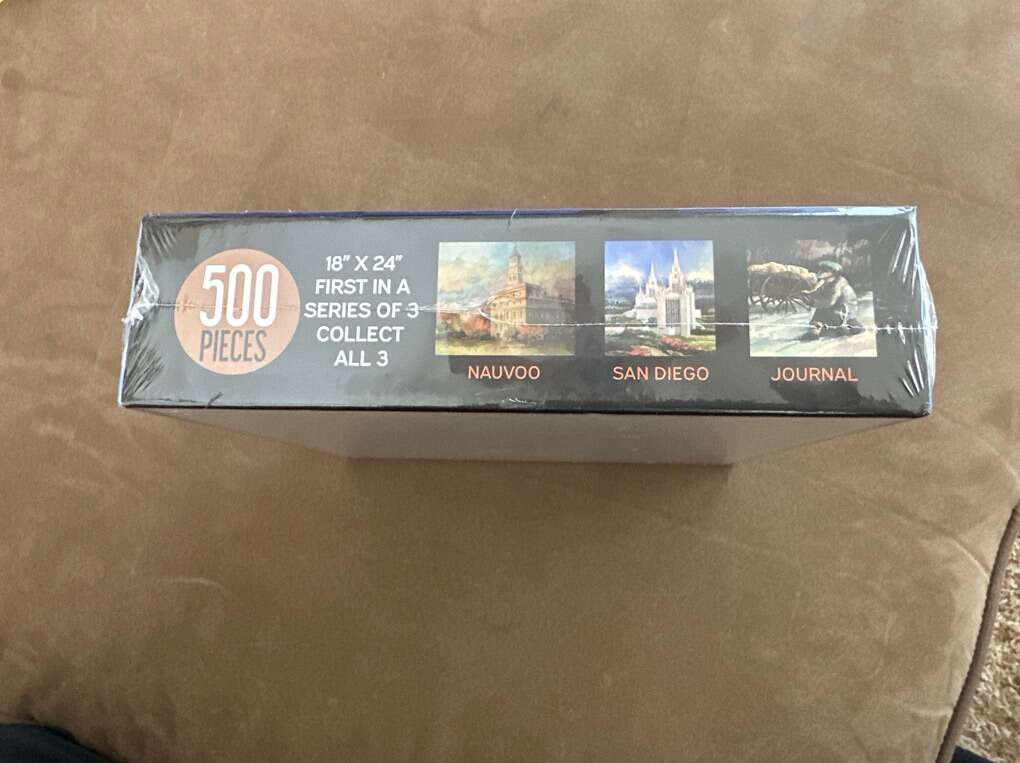 500
PIECES
18" X 24"
FIRST IN A
SERIES OF 3
COLLECT
ALL 3
NAUVOO
SAN DIEGO
JOURNAL